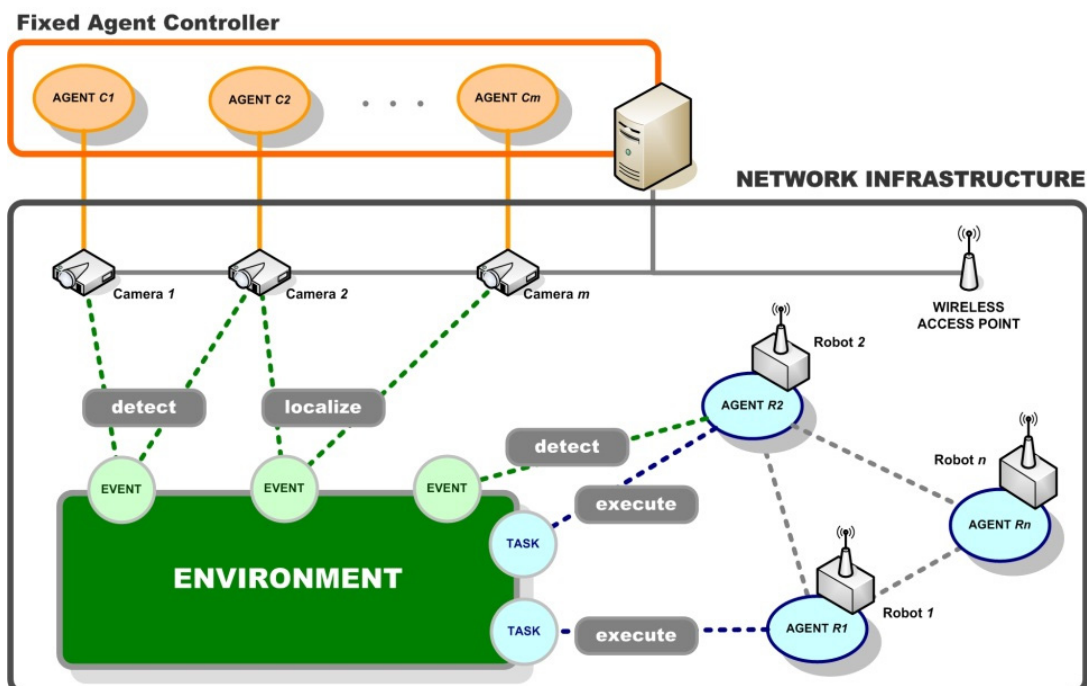 Fixed Agent Controller
AGENT C1
AGENT C2
. . . .
AGENT Cm
NETWORK INFRASTRUCTURE
Camera 1
Camera 2
Camera m
WIRELESS
ACCESS POINT
Robot 2
detect
localize
AGENT R2
detect
Robot n
EVENT
EVENT
EVENT
execute
AGENT Rn
TASK
ENVIRONMENT
Robot 1
TASK
execute
AGENT R1